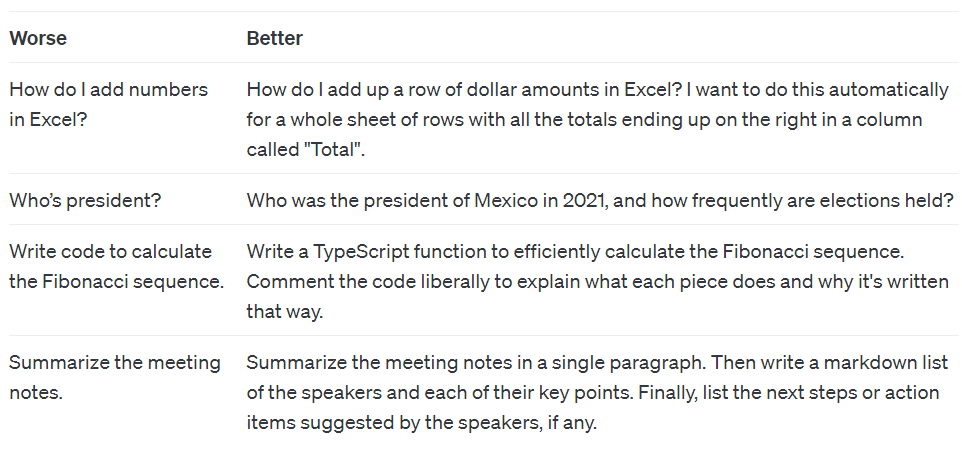 Worse
Better
How do I add numbers
in Excel?
How do I add up a row of dollar amounts in Excel? I want to do this automatically
for a whole sheet of rows with all the totals ending up on the right in a column
called "Total".
Who’s president?
Who was the president of Mexico in 2021, and how frequently are elections held?
Write code to calculate
the Fibonacci sequence.
Write a TypeScript function to efficiently calculate the Fibonacci sequence.
Comment the code liberally to explain what each piece does and why it's written
that way.
Summarize the meeting
notes.
Summarize the meeting notes in a single paragraph. Then write a markdown list
of the speakers and each of their key points. Finally, list the next steps or action
items suggested by the speakers, if any.